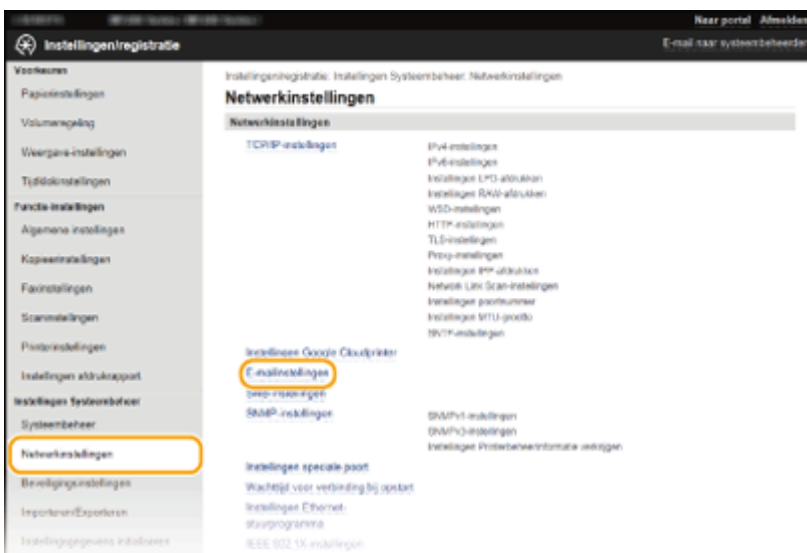 Naar portal Afmelden
Instellingen/registratie
E-mail naar systeembeheerder
Voorkeuren
Papierinstellingen
Volumeregeling
Weergave-instellingen
Tijdklokinstellingen
Functie-instellingen
Algemene instellingen
Kopieerinstellingen
Faxinstellingen
Scaninstellingen
Printerinstellingen
Instellingen afdrukrapport
Instellingen Systeembeheer
Systeembeheer
Netwerkinstellingen
Beveiligingsinstellingen
Importeren/Exporteren
Instellingsgegevens initialiseren
Instellingen/registratie: Instellingen Systeembeheer: Netwerkinstellingen
Netwerkinstellingen
Netwerkinstellingen
TCP/IP-instellingen
IPv4-instellingen
IPv6-instellingen
Instellingen LPD-afdrukken
Instellingen RAW-afdrukken
WSD-instellingen
HTTP-instellingen
TLS-instellingen
Proxy-instellingen
Instellingen IPP-afdrukken
Network Link Scan-instellingen
Instellingen poortnummer
Instellingen MTU-grootte
SNTP-instellingen
Instellingen Google Cloudprinter
E-mailinstellingen
SMB-instellingen
SNMP-instellingen
SNMPv1-instellingen
SNMPv3-instellingen
Instellingen Printerbeheerinformatie verkrijgen
Instellingen speciale poort
Wachttijd voor verbinding bij opstart
Instellingen Ethernet-
stuurprogramma
IEEE 802.1X-instellingen